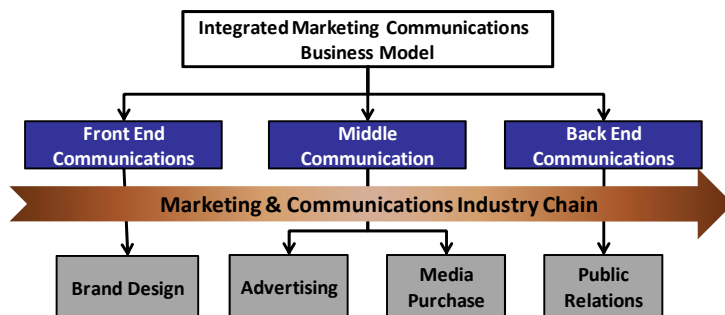 Integrated Marketing Communications
Business Model
Front End
Communications
Middle
Communication
Back End
Communications
Marketing & Communications Industry Chain
Brand Design
Advertising
Media
Purchase
Public
Relations